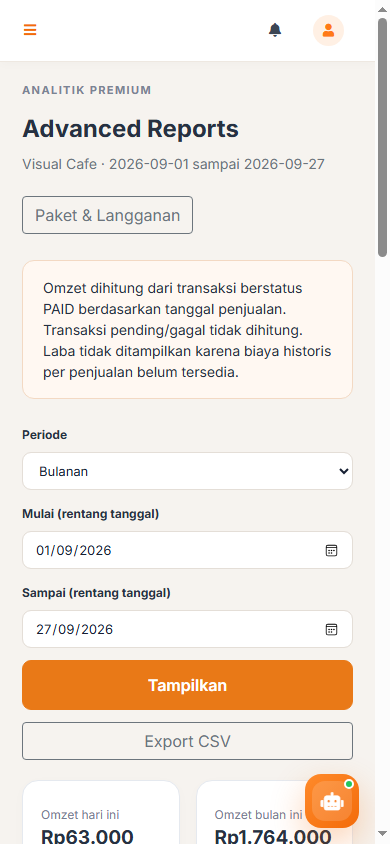 ANALITIK PREMIUM
Advanced Reports
Visual Cafe · 2026-09-01 sampai 2026-09-27
Paket & Langganan
Omzet dihitung dari transaksi berstatus
PAID berdasarkan tanggal penjualan.
Transaksi pending/gagal tidak dihitung.
Laba tidak ditampilkan karena biaya historis
per penjualan belum tersedia.
Periode
Bulanan
Mulai (rentang tanggal)
01/09/2026
Sampai (rentang tanggal)
27/09/2026
Tampilkan
Export CSV
Omzet hari ini
Rp63.000
Omzet bulan ini
Rp1.764.000